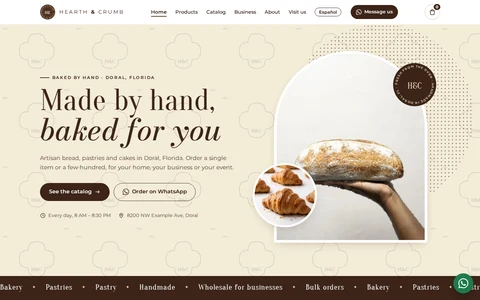 HEARTH & CRUMB
Home Products Catalog Business About Visit us Español Message us 0
BAKED BY HAND · DORAL, FLORIDA
Made by hand,
baked for you
Artisan bread, pastries and cakes in Doral, Florida. Order a single
item or a few hundred, for your home, your business or your event.
See the catalog → Order on WhatsApp
Every day, 8 AM – 8:30 PM 8200 NW Example Ave, Doral
H&C
Bakery • Pastries • Pastry • Handmade • Wholesale for businesses • Bulk orders • Bakery • Pastries